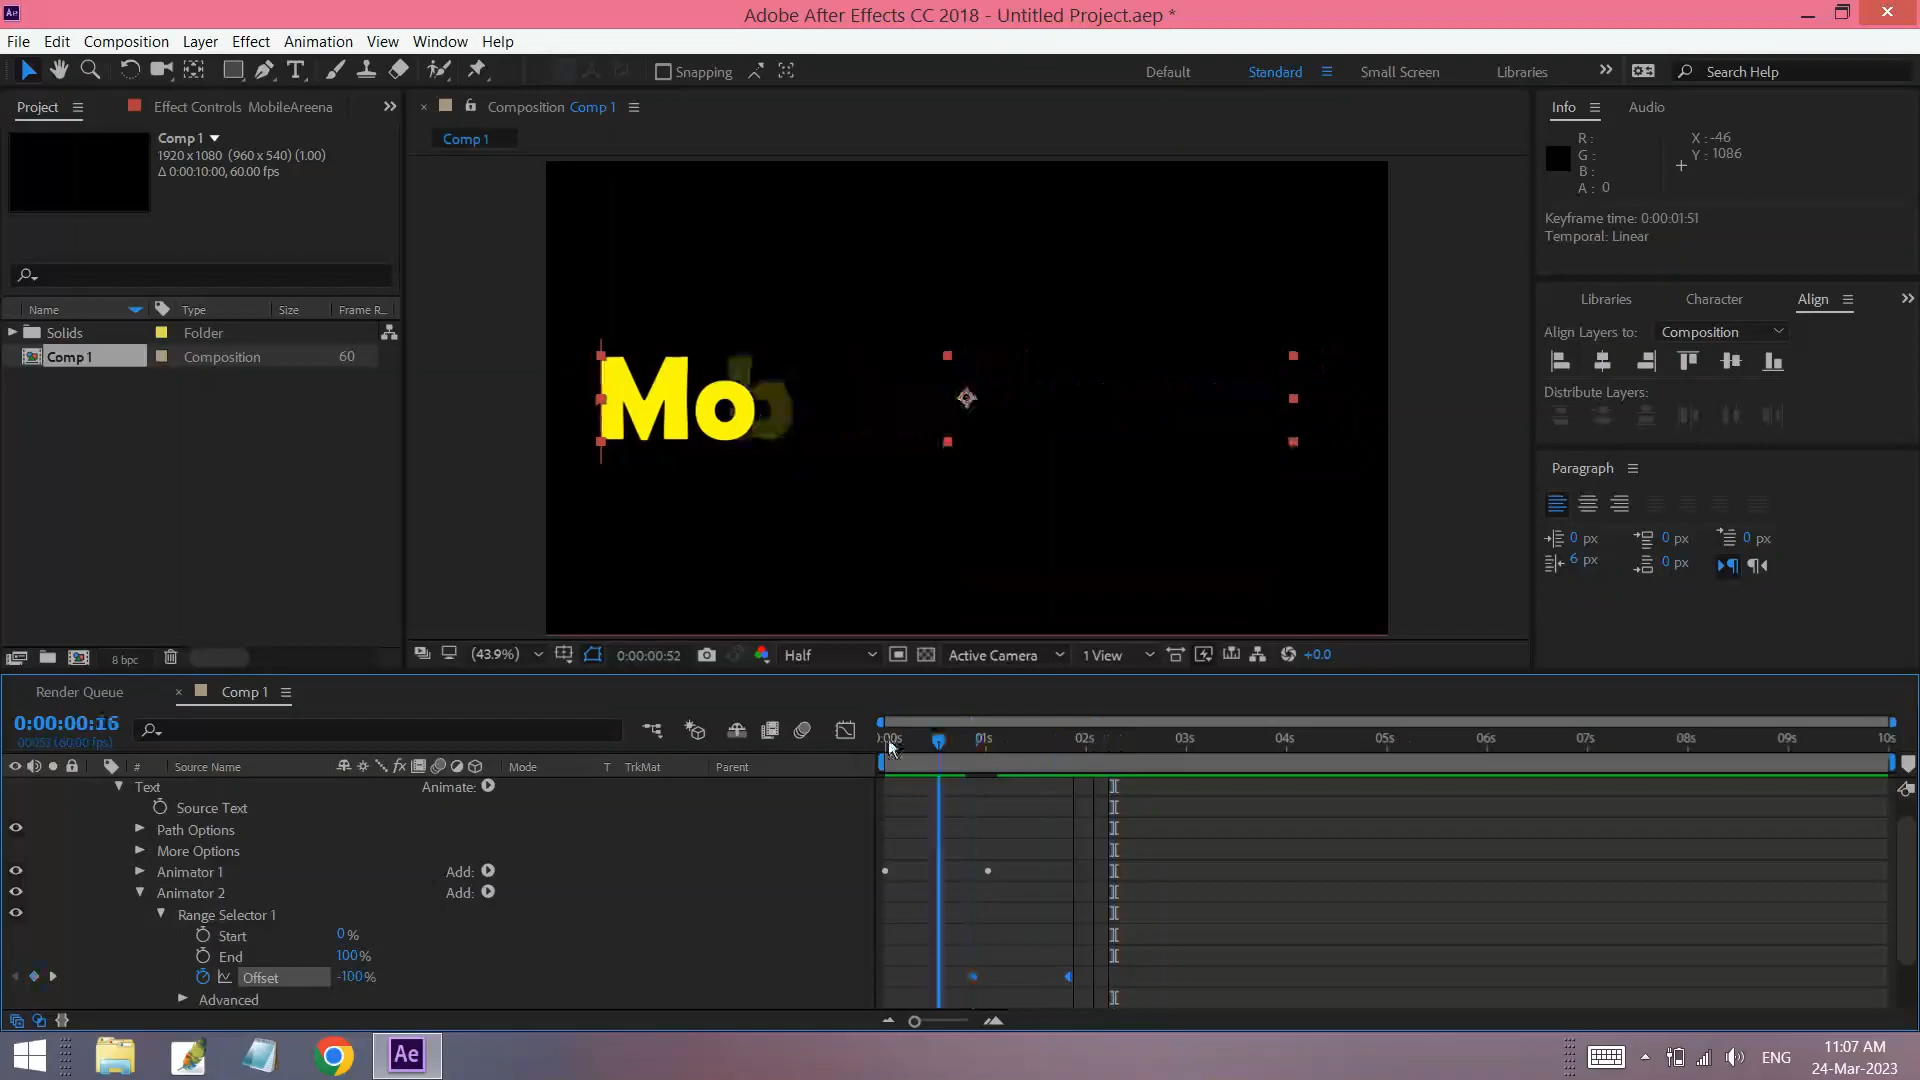 Adobe After Effects CC 2018 - Untitled Project.aep *
File Edit Composition Layer Effect Animation View Window Help
Snapping
Default Standard Small Screen Libraries Search Help
Project Effect Controls MobileAreena
Composition Comp 1
Info Audio
Comp 1
1920 x 1080 (960 x 540) (1.00)
Δ 0:00:10:00, 60.00 fps
Comp 1
R :
G :
B :
A : 0
X : -46
Y : 1086
Keyframe time: 0:00:01:51
Temporal: Linear
Name Type Size Frame R...
Solids Folder
Comp 1 Composition 60
Mob
Libraries Character Align
Align Layers to: Composition
Distribute Layers:
Paragraph
0 px 0 px 0 px
6 px 0 px
8 bpc
(43.9%) 0:00:00:52 Half Active Camera 1 View +0.0
Render Queue Comp 1
0:00:00:16
00052 (60.00 fps)
0:00s 01s 02s 03s 04s 05s 06s 07s 08s 09s 10s
# Source Name Mode T TrkMat Parent
Text Animate:
Source Text
Path Options
More Options
Animator 1 Add:
Animator 2 Add:
Range Selector 1
Start 0%
End 100%
Offset -100%
Advanced
Ae
ENG
11:07 AM
24-Mar-2023